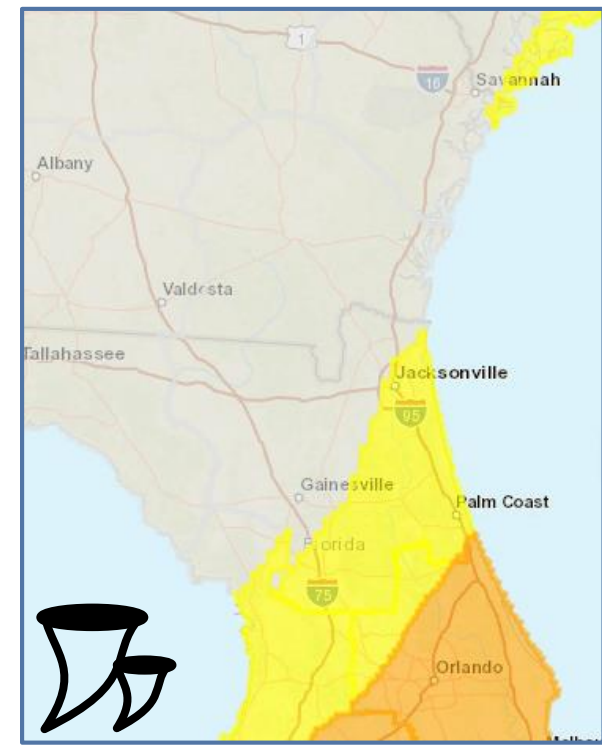 1
16
Savannah
Albany
Valdosta
Tallahassee
Jacksonville
95
Gainesville
Palm Coast
Florida
75
Orlando